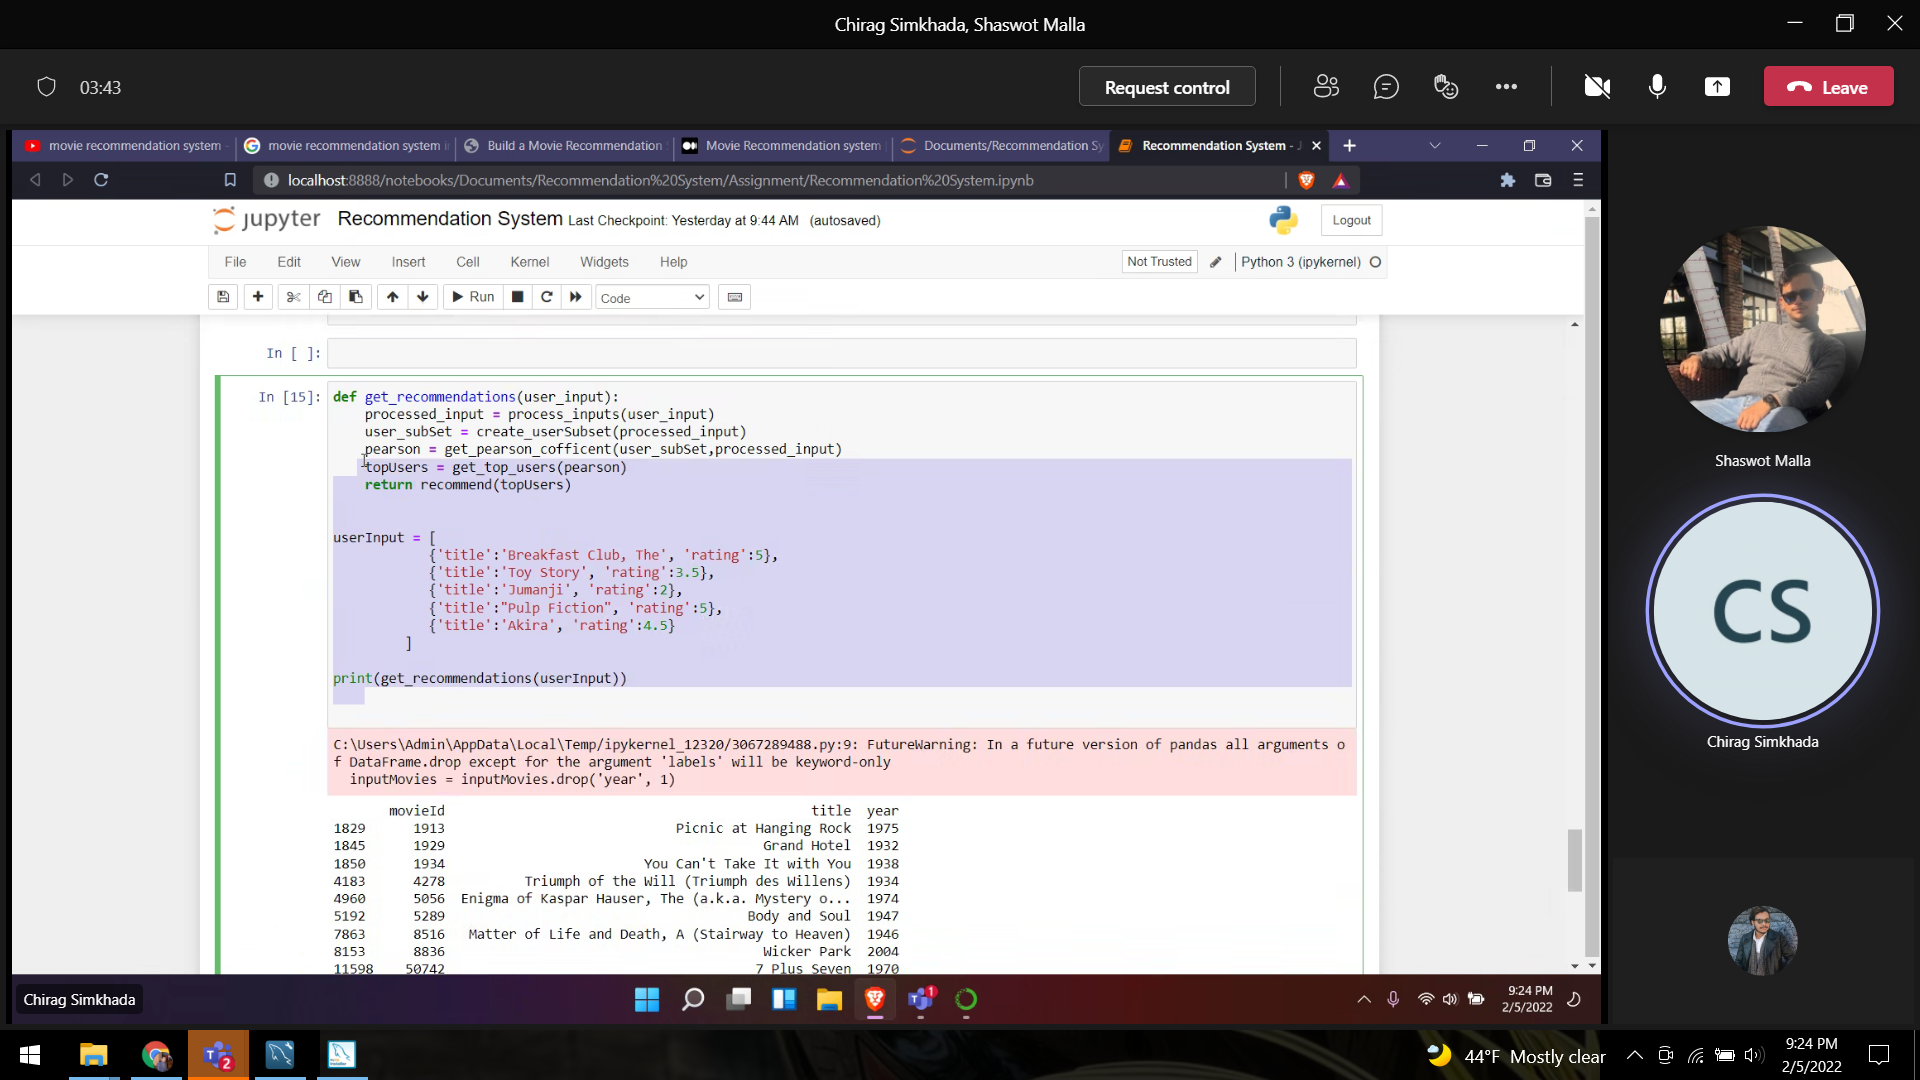 Chirag Simkhada, Shaswot Malla
03:43
Request control
Leave
movie recommendation system
movie recommendation system i
Build a Movie Recommendation
Movie Recommendation system
Documents/Recommendation Sy
Recommendation System - J
localhost:8888/notebooks/Documents/Recommendation%20System/Assignment/Recommendation%20System.ipynb
jupyter
Recommendation System Last Checkpoint: Yesterday at 9:44 AM (autosaved)
Logout
File Edit View Insert Cell Kernel Widgets Help
Not Trusted
Python 3 (ipykernel)
Run
Code
In [ ]:
In [15]:
def get_recommendations(user_input):
    processed_input = process_inputs(user_input)
    user_subSet = create_userSubset(processed_input)
    pearson = get_pearson_cofficent(user_subSet,processed_input)
    topUsers = get_top_users(pearson)
    return recommend(topUsers)
userInput = [
            {'title':'Breakfast Club, The', 'rating':5},
            {'title':'Toy Story', 'rating':3.5},
            {'title':'Jumanji', 'rating':2},
            {'title':"Pulp Fiction", 'rating':5},
            {'title':'Akira', 'rating':4.5}
         ]
print(get_recommendations(userInput))
C:\Users\Admin\AppData\Local\Temp/ipykernel_12320/3067289488.py:9: FutureWarning: In a future version of pandas all arguments o
f DataFrame.drop except for the argument 'labels' will be keyword-only
  inputMovies = inputMovies.drop('year', 1)
movieId title year
1829 1913 Picnic at Hanging Rock 1975
1845 1929 Grand Hotel 1932
1850 1934 You Can't Take It with You 1938
4183 4278 Triumph of the Will (Triumph des Willens) 1934
4960 5056 Enigma of Kaspar Hauser, The (a.k.a. Mystery o... 1974
5192 5289 Body and Soul 1947
7863 8516 Matter of Life and Death, A (Stairway to Heaven) 1946
8153 8836 Wicker Park 2004
11598 50742 7 Plus Seven 1970
Shaswot Malla
CS
Chirag Simkhada
Chirag Simkhada
1
9:24 PM
2/5/2022
2
44°F Mostly clear
9:24 PM
2/5/2022